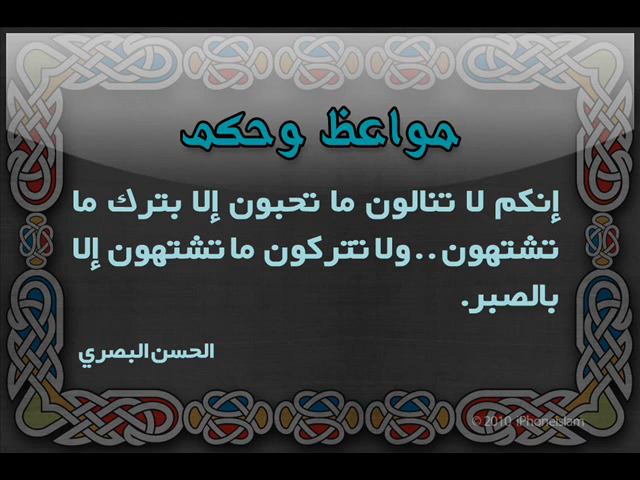 مواعظ وحكم
إنكم لا تنالون ما تحبون إلا بترك ما
تشتهون..ولا تتركون ما تشتهون إلا
بالصبر.
الحسن البصري
© 2010 iPhoneislam